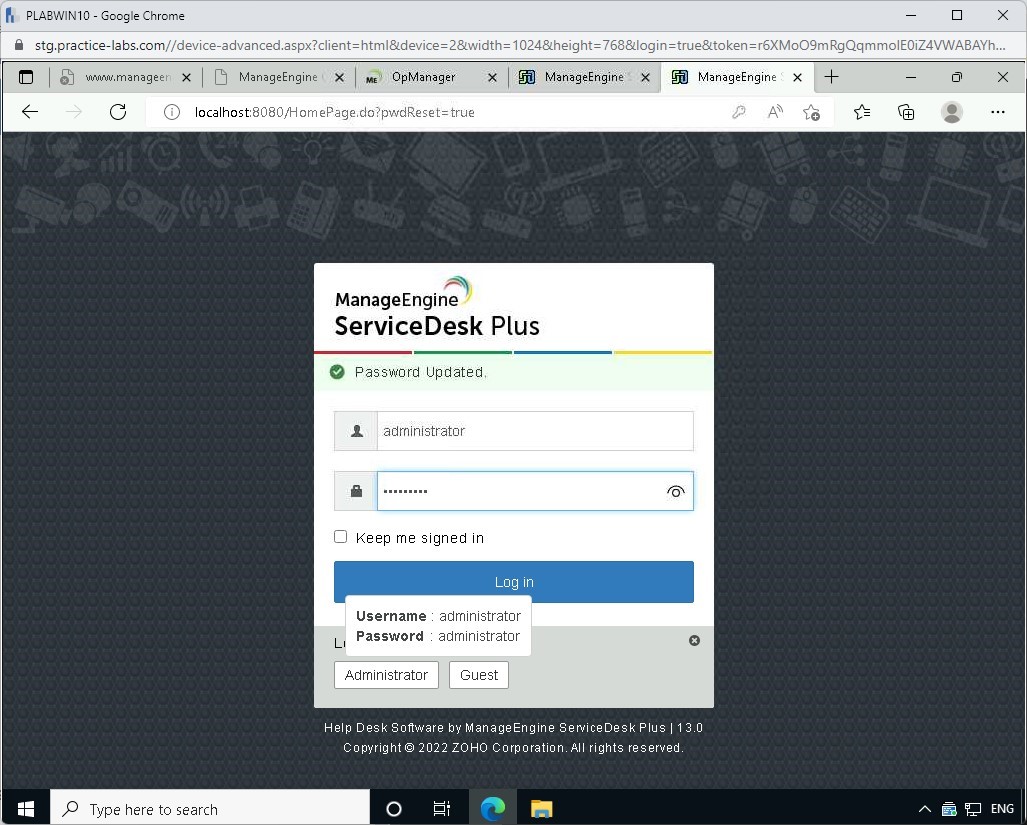 PLABWIN10 - Google Chrome
stg.practice-labs.com//device-advanced.aspx?client=html&device=2&width=1024&height=768&login=true&token=r6XMoO9mRgQqmmolE0iZ4VWABAYh...
www.manageen
ManageEngine
OpManager
ManageEngine
ManageEngine
localhost:8080/HomePage.do?pwdReset=true
ManageEngine
ServiceDesk Plus
Password Updated.
administrator
Keep me signed in
Log in
Username : administrator
Password : administrator
Administrator
Guest
Help Desk Software by ManageEngine ServiceDesk Plus | 13.0
Copyright © 2022 ZOHO Corporation. All rights reserved.
Type here to search
ENG